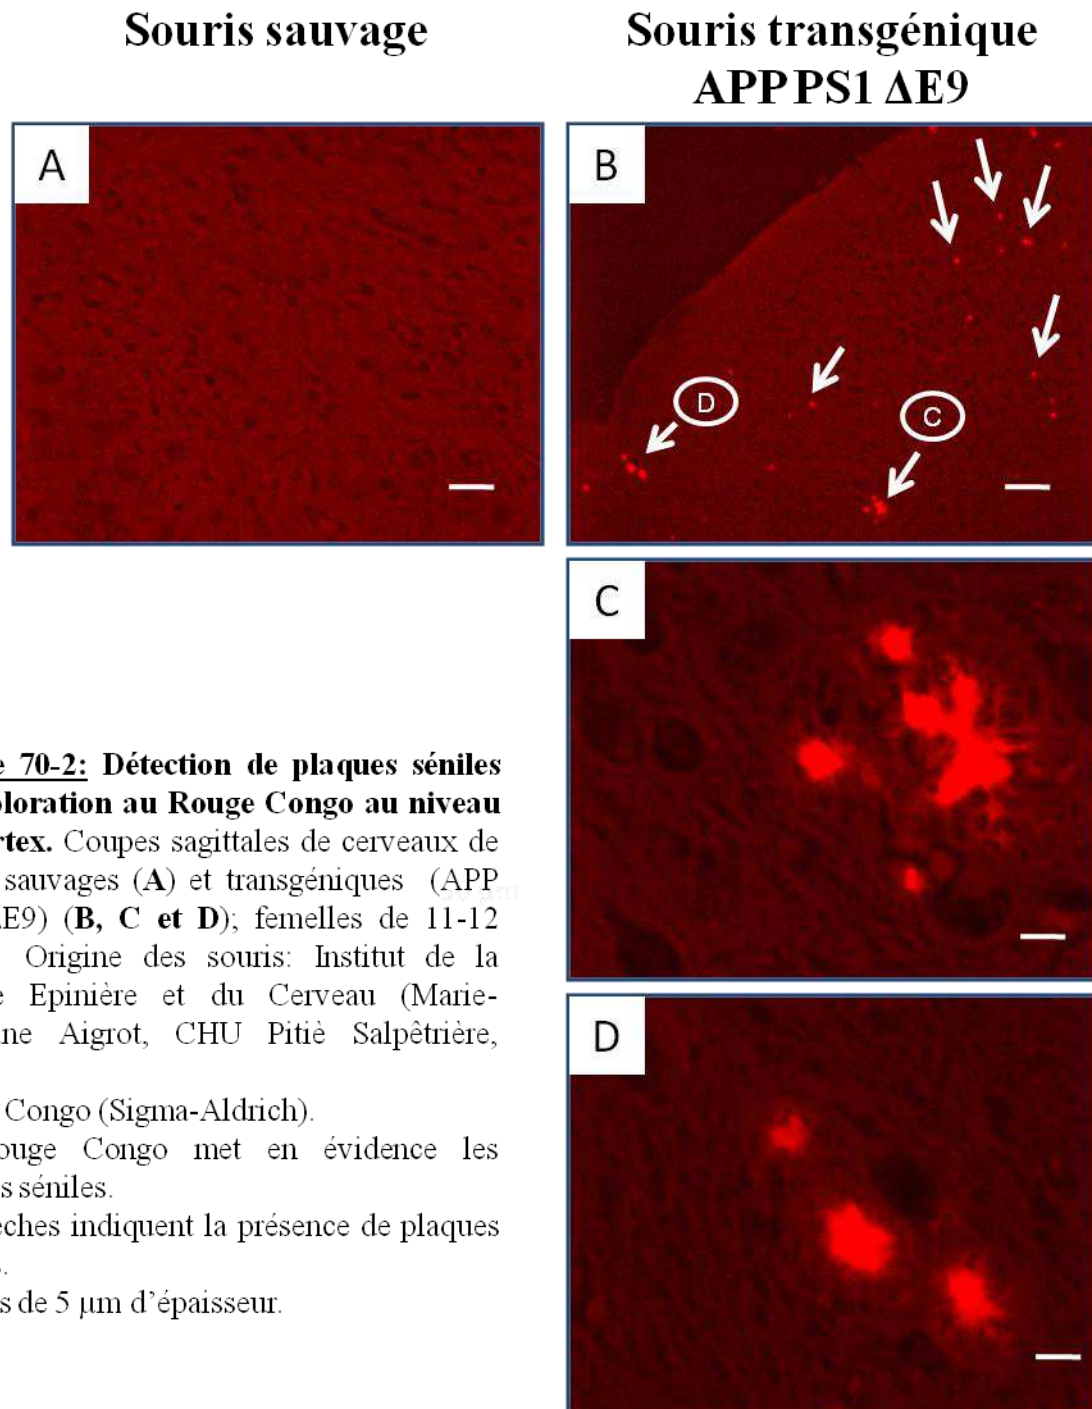 Souris sauvage
Souris transgénique
APP PS1 ΔE9
A
B
D
C
C
D
e 70-2: Détection de plaques séniles
oloration au Rouge Congo au niveau
rtex. Coupes sagittales de cerveaux de
sauvages (A) et transgéniques (APP
E9) (B, C et D); femelles de 11-12
Origine des souris: Institut de la
e Epinière et du Cerveau (Marie-
ne Aigrot, CHU Pitiè Salpêtrière,
Congo (Sigma-Aldrich).
ouge Congo met en évidence les
s séniles.
èches indiquent la présence de plaques
s de 5 µm d'épaisseur.